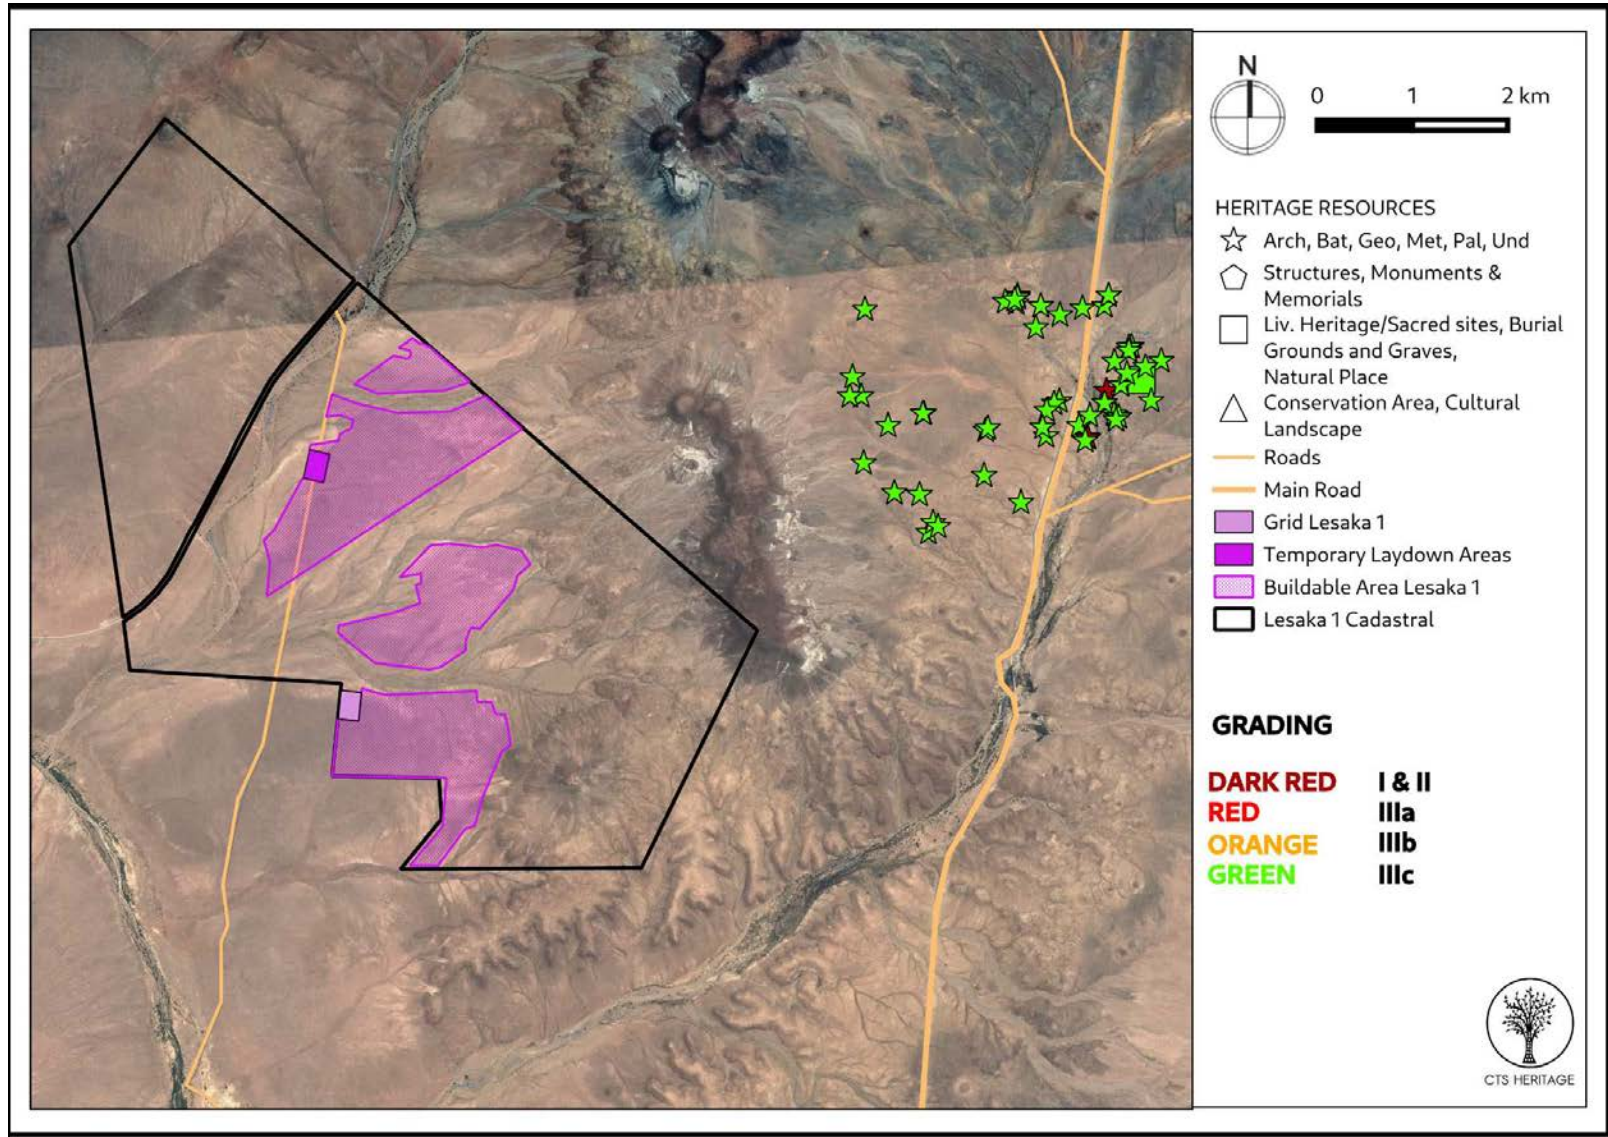 N
0 1 2 km
HERITAGE RESOURCES
Arch, Bat, Geo, Met, Pal, Und
Structures, Monuments &
Memorials
Liv. Heritage/Sacred sites, Burial
Grounds and Graves,
Natural Place
Conservation Area, Cultural
Landscape
Roads
Main Road
Grid Lesaka 1
Temporary Laydown Areas
Buildable Area Lesaka 1
Lesaka 1 Cadastral
GRADING
DARK RED I & II
RED IIIa
ORANGE IIIb
GREEN IIIc
CTS HERITAGE